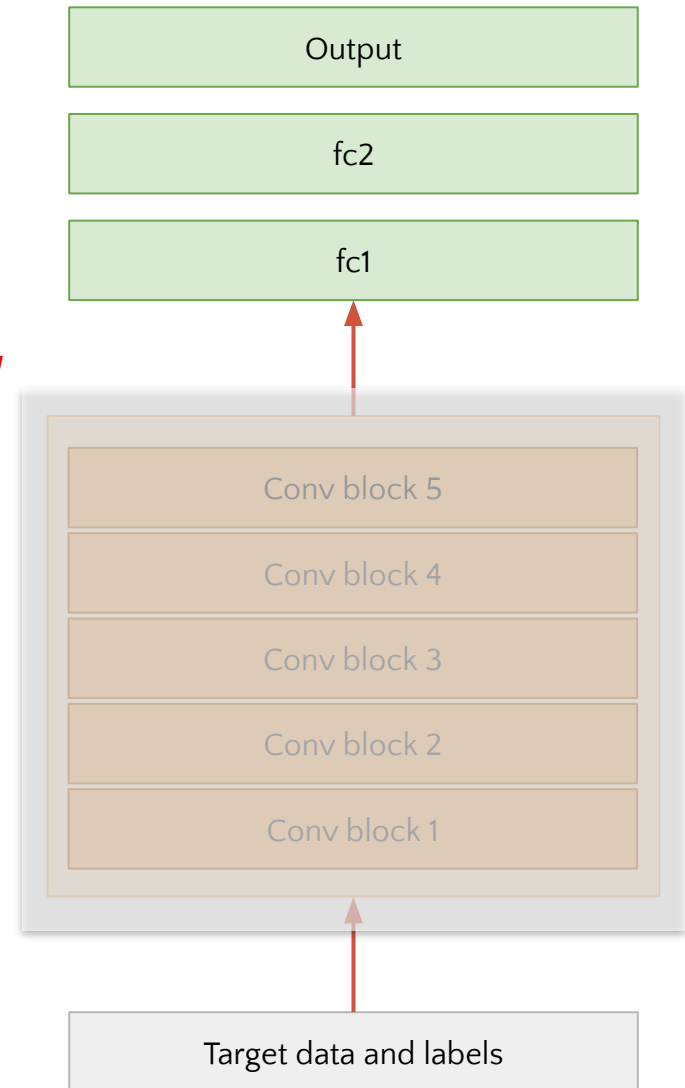 Output
fc2
fc1
Conv block 5
Conv block 4
Conv block 3
Conv block 2
Conv block 1
Target data and labels